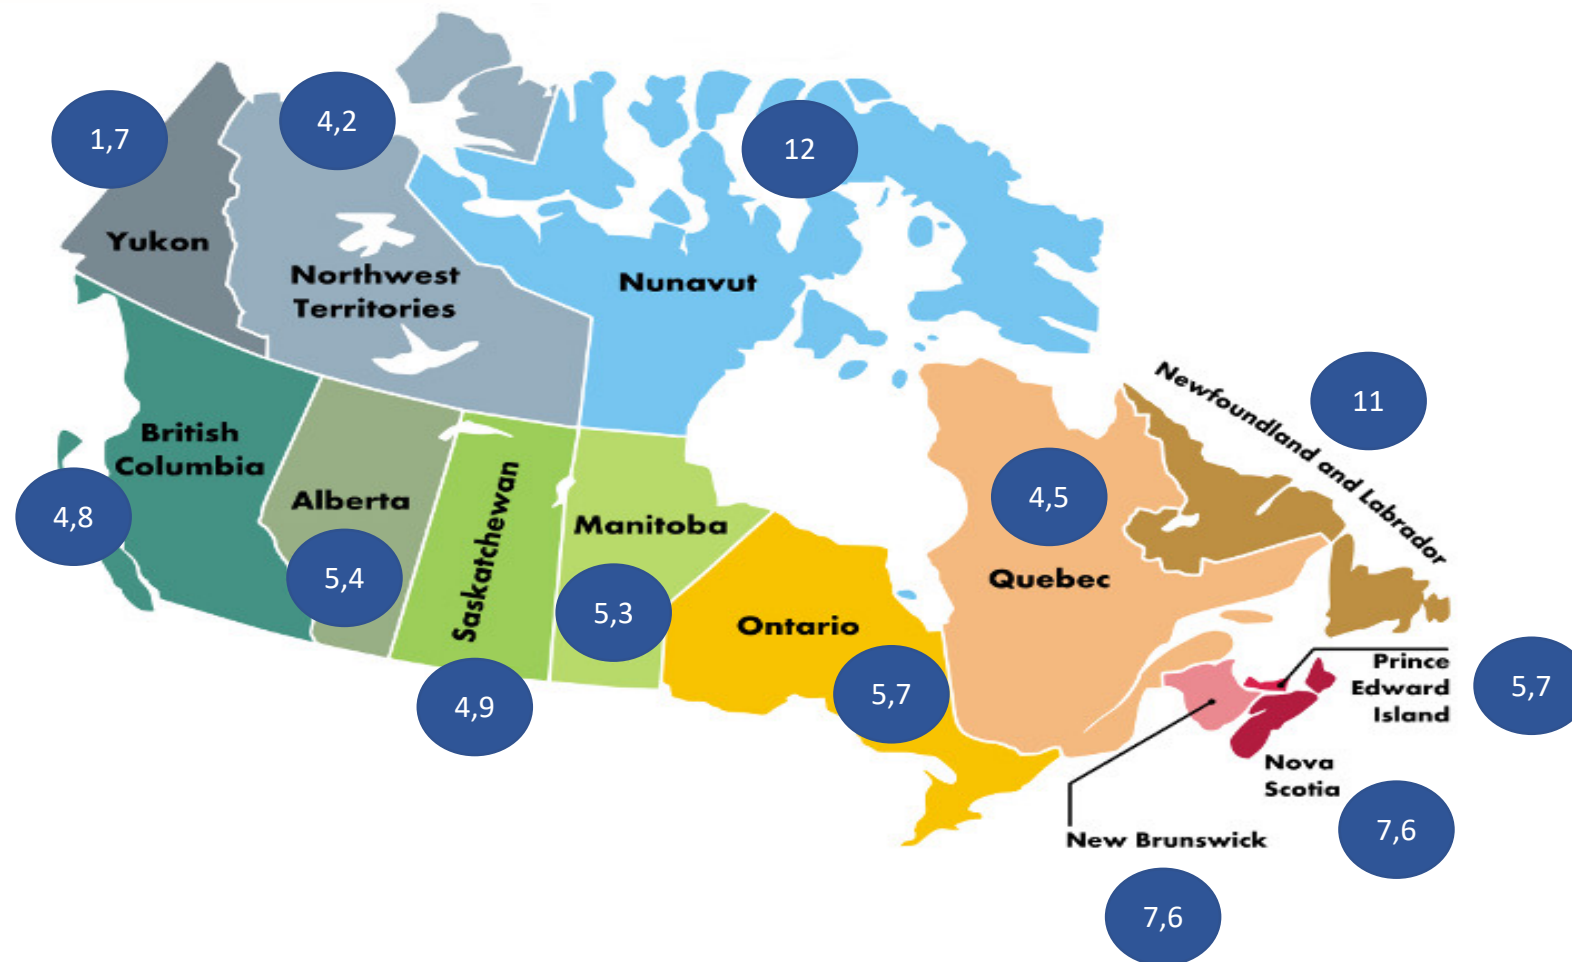 1,7
4,2
12
Yukon
Northwest
Territories
Nunavut
11
Newfoundland and Labrador
British
Columbia
4,8
Alberta
5,4
Saskatchewan
4,9
Manitoba
5,3
Ontario
5,7
4,5
Quebec
Prince
Edward
Island
5,7
Nova
Scotia
7,6
New Brunswick
7,6